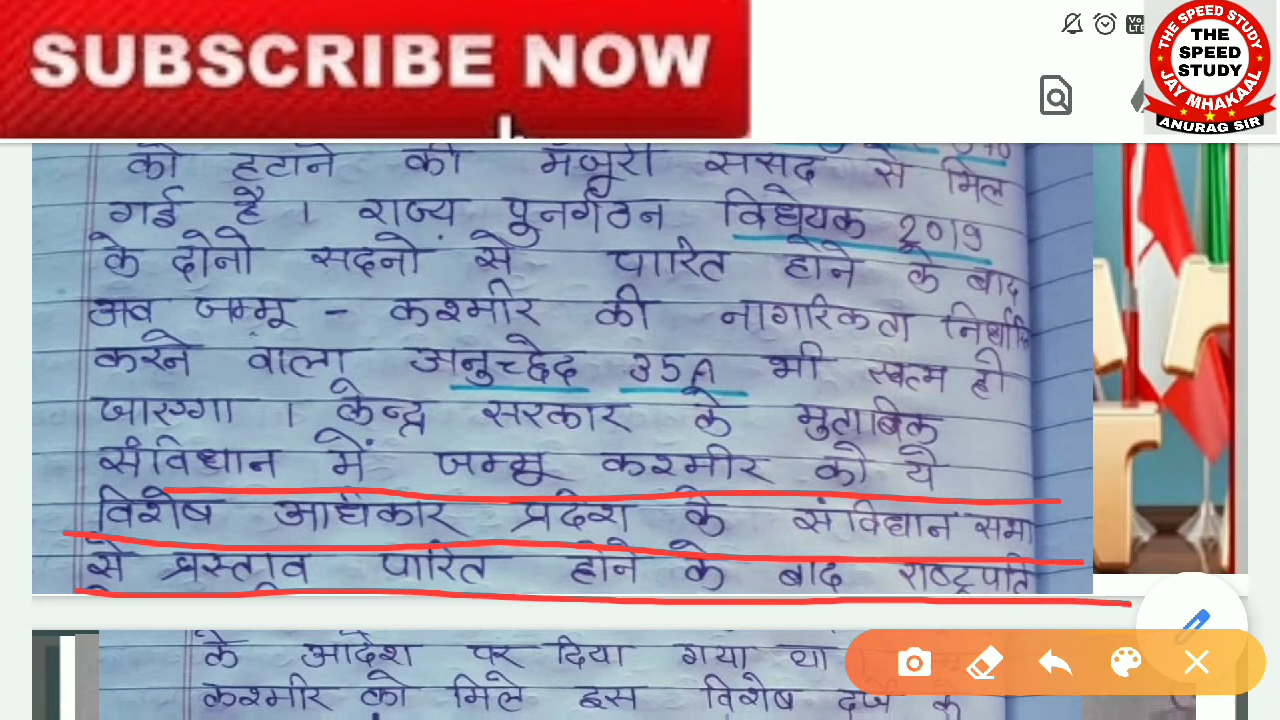 SUBSCRIBE NOW
THE SPEED STUDY
THE
SPEED
STUDY
JAY MHAKAAL
ANURAG SIR
को हटाने की मंजूरी संसद से मिल
गई है । राज्य पुनर्गठन विधेयक 2019
के दोनो सदनों से पारित होने के बाद
अब जम्मू - कश्मीर की नागरिकता
करने वाला अनुच्छेद 35A भी खत्म हो
जाएगा । केन्द्र सरकार के मुताबिक
संविधान में जम्मू कश्मीर को ये
विशेष अधिकार प्रदेश के संविधान सभा
से प्रस्ताव पारित होने के बाद राष्ट्रपति
के आदेश पर दिया गया था
कश्मीर को मिले इस विशेष दर्जे के